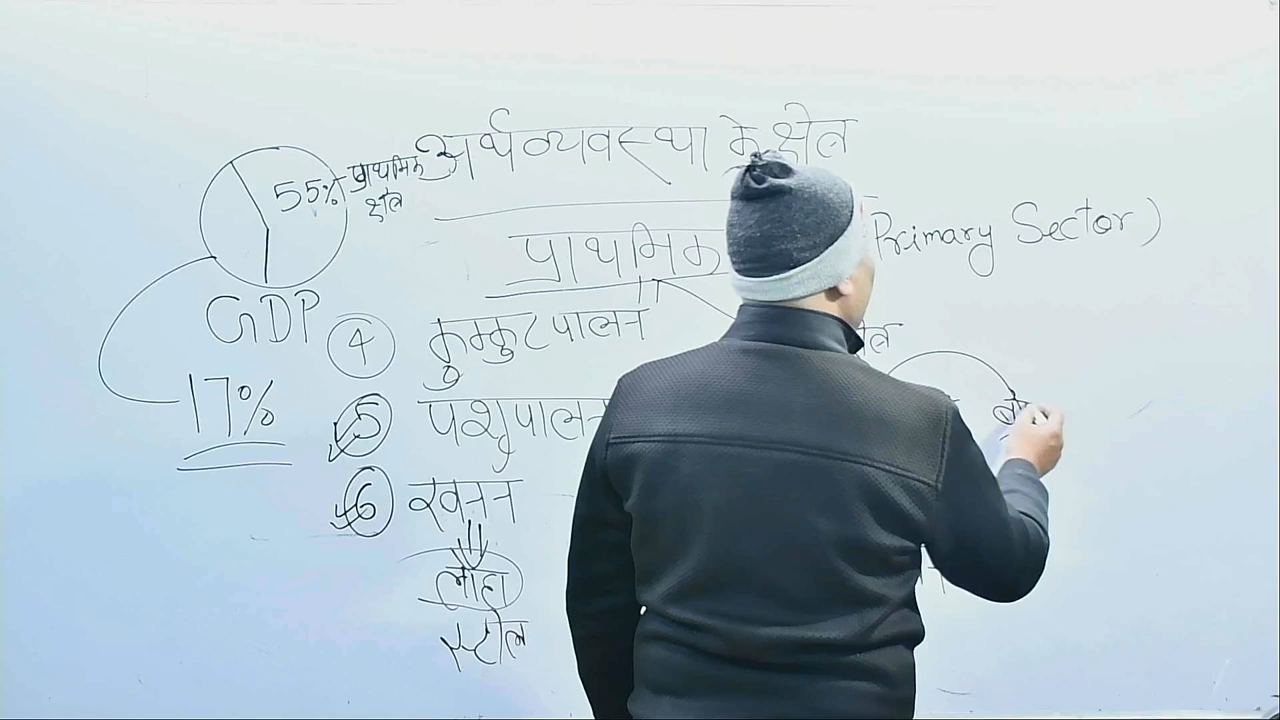 अर्थव्यवस्था के क्षेत्र
55% प्राथमिक
क्षेत्र
प्राथमिक (Primary Sector)
GDP
17%
4 कुक्कुटपालन
5 पशुपालन
6 खनन
लौहा
स्टील